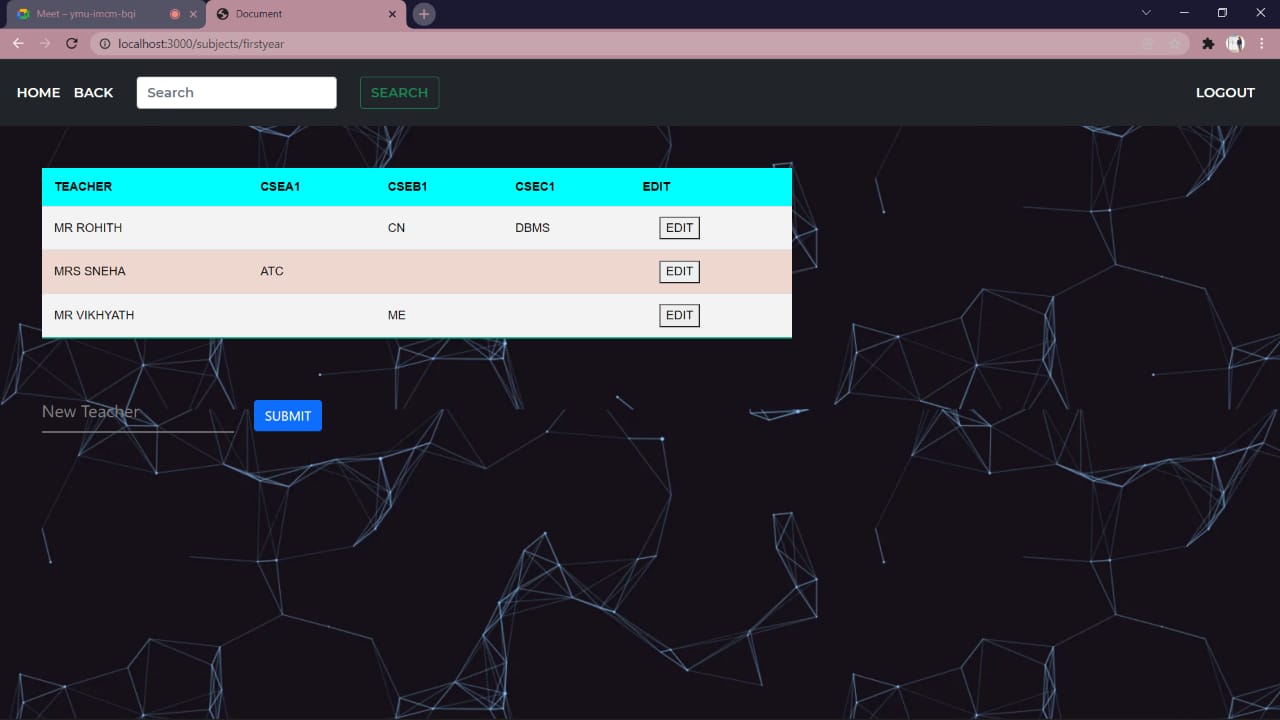 Meet – ymu-imcm-bqi Document
localhost:3000/subjects/firstyear
HOME BACK Search SEARCH LOGOUT
TEACHER CSEA1 CSEB1 CSEC1 EDIT
MR ROHITH CN DBMS EDIT
MRS SNEHA ATC EDIT
MR VIKHYATH ME EDIT
New Teacher SUBMIT